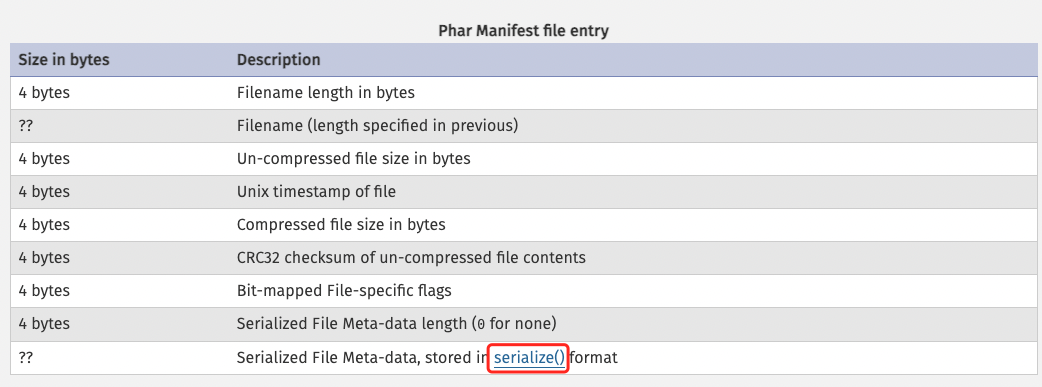 Phar Manifest file entry
Size in bytes Description
4 bytes Filename length in bytes
?? Filename (length specified in previous)
4 bytes Un-compressed file size in bytes
4 bytes Unix timestamp of file
4 bytes Compressed file size in bytes
4 bytes CRC32 checksum of un-compressed file contents
4 bytes Bit-mapped File-specific flags
4 bytes Serialized File Meta-data length (0 for none)
?? Serialized File Meta-data, stored in serialize() format